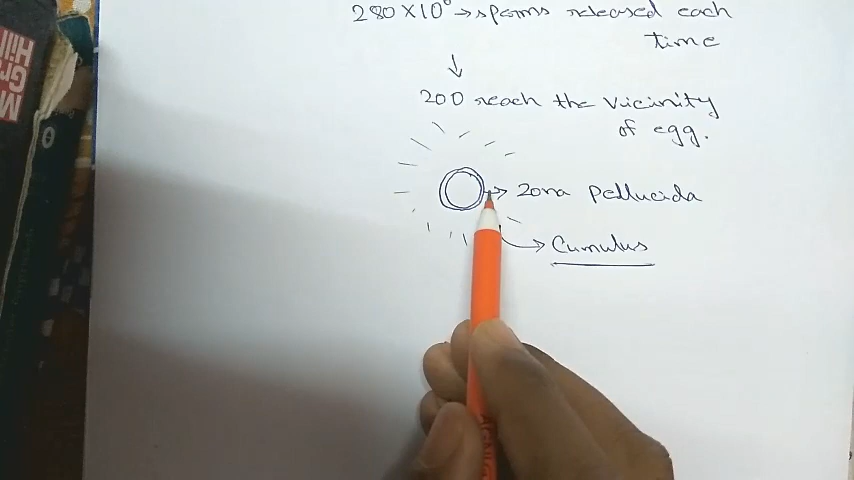 280×10⁶ → sperms released each
time
↓
200 reach the vicinity
of egg.
→ Zona Pellucida
→ Cumulus